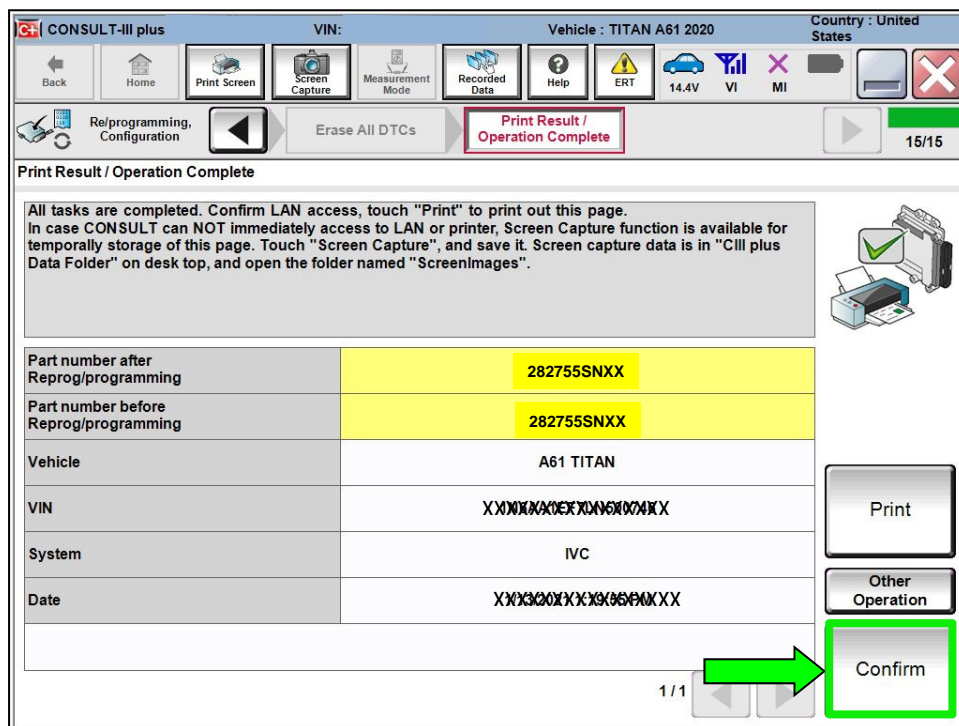 C+ CONSULT-III plus VIN: Vehicle : TITAN A61 2020 Country : United
States
Back Home Print Screen Screen
Capture Measurement
Mode Recorded
Data Help ERT 14.4V VI MI
Re/programming,
Configuration Erase All DTCs Print Result /
Operation Complete 15/15
Print Result / Operation Complete
All tasks are completed. Confirm LAN access, touch "Print" to print out this page.
In case CONSULT can NOT immediately access to LAN or printer, Screen Capture function is available for
temporally storage of this page. Touch "Screen Capture", and save it. Screen capture data is in "CIII plus
Data Folder" on desk top, and open the folder named "ScreenImages".
Part number after
Reprog/programming 282755SNXX
Part number before
Reprog/programming 282755SNXX
Vehicle A61 TITAN
VIN
System IVC
Date
Print
Other
Operation
Confirm
1/1